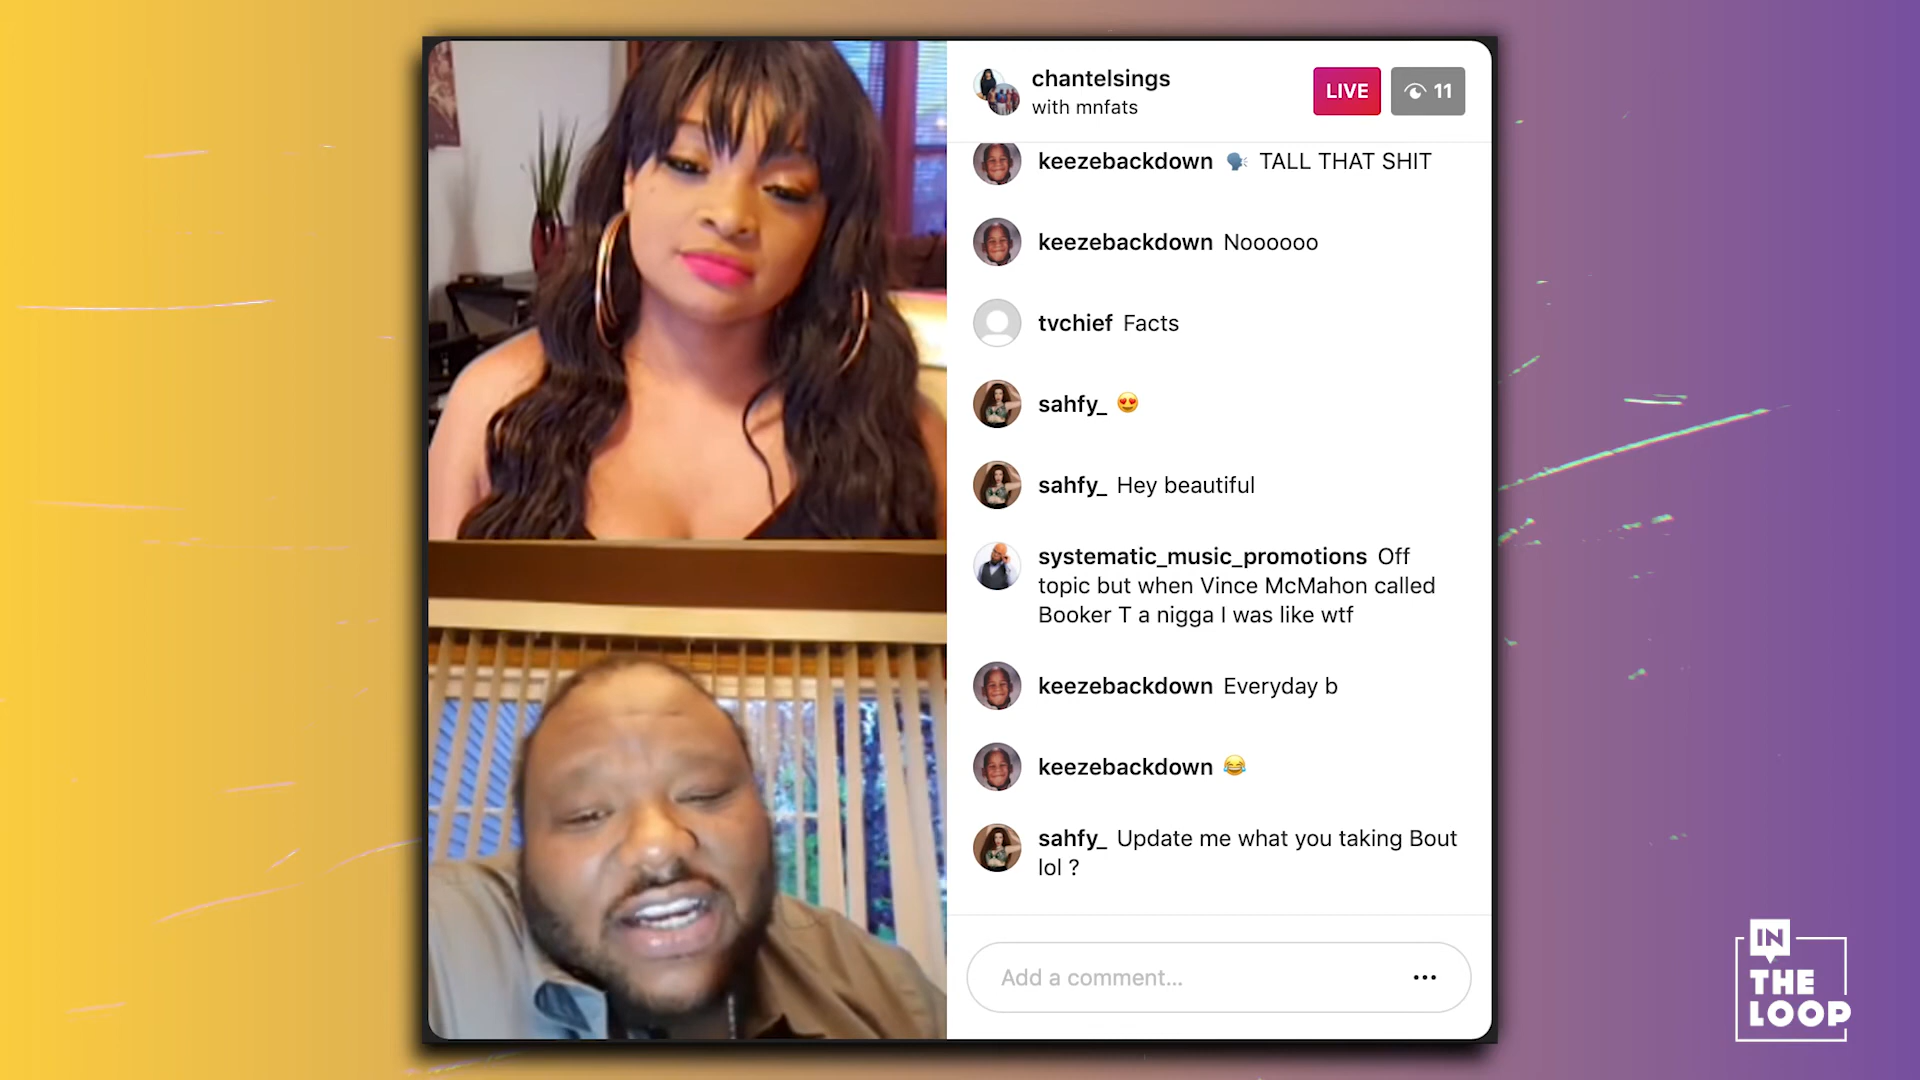 chantelsings
with mnfats
LIVE
11
keezebackdown 🗣 TALL THAT SHIT
keezebackdown Noooooo
tvchief Facts
sahfy_ 😍
sahfy_ Hey beautiful
systematic_music_promotions Off
topic but when Vince McMahon called
Booker T a nigga I was like wtf
keezebackdown Everyday b
keezebackdown 😂
sahfy_ Update me what you taking Bout
lol ?
Add a comment...
IN
THE
LOOP